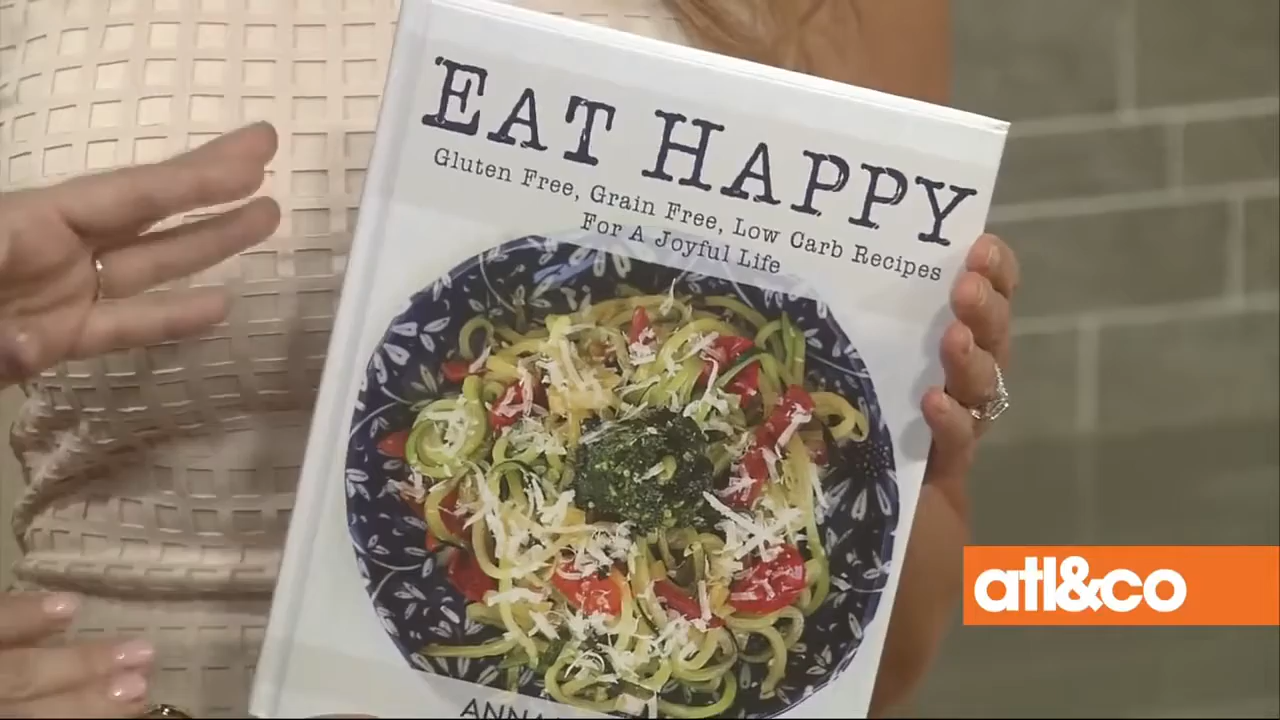 EAT HAPPY
Gluten Free, Grain Free, Low Carb Recipes
For A Joyful Life
atl&co